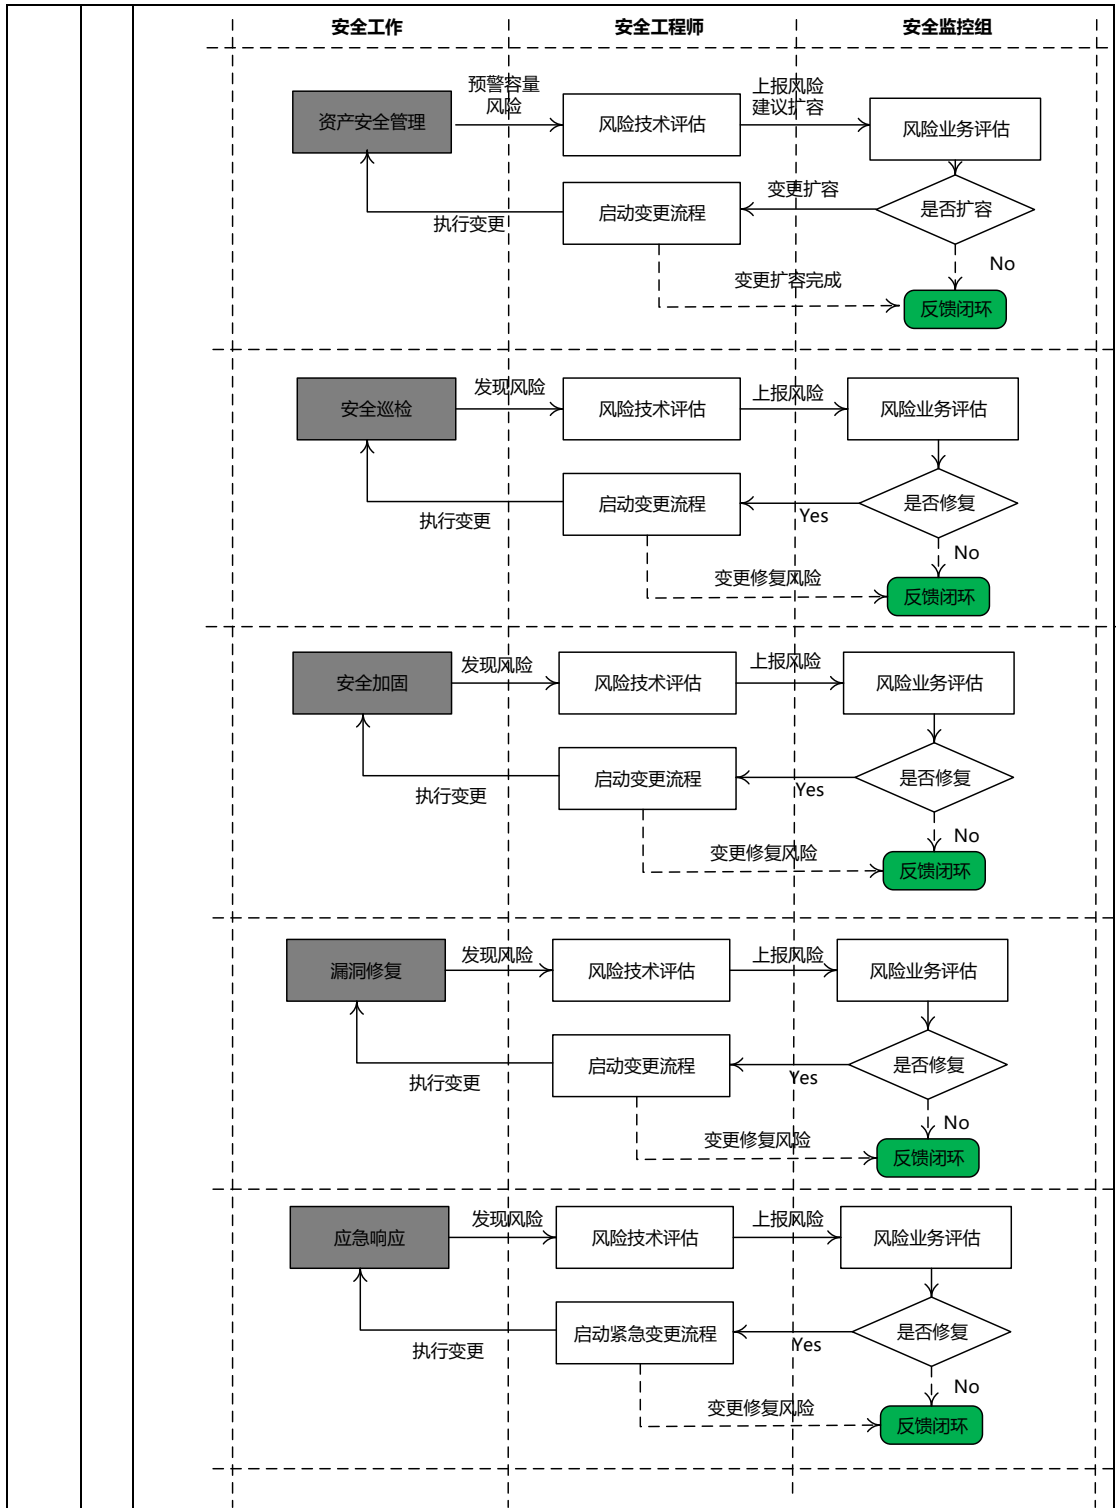 安全工作
安全工程师
安全监控组
预警容量
风险
上报风险
建议扩容
资产安全管理
风险技术评估
风险业务评估
变更扩容
执行变更
启动变更流程
是否扩容
No
变更扩容完成
反馈闭环
发现风险
上报风险
安全巡检
风险技术评估
风险业务评估
启动变更流程
是否修复
执行变更
Yes
No
变更修复风险
反馈闭环
发现风险
上报风险
安全加固
风险技术评估
风险业务评估
启动变更流程
是否修复
执行变更
Yes
No
变更修复风险
反馈闭环
发现风险
上报风险
漏洞修复
风险技术评估
风险业务评估
启动变更流程
是否修复
执行变更
Yes
No
变更修复风险
反馈闭环
发现风险
上报风险
应急响应
风险技术评估
风险业务评估
启动紧急变更流程
是否修复
执行变更
Yes
No
变更修复风险
反馈闭环